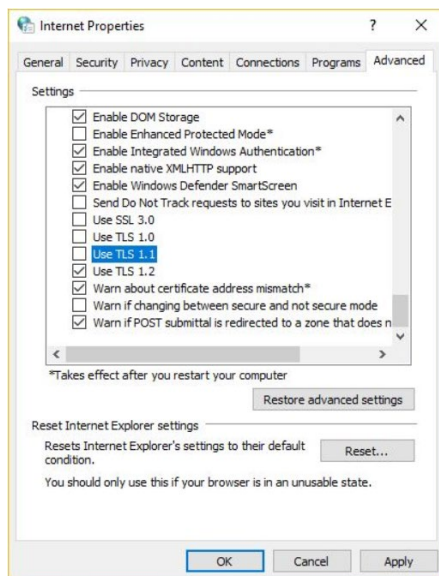 Internet Properties
General Security Privacy Content Connections Programs Advanced
Settings
Enable DOM Storage
Enable Enhanced Protected Mode*
Enable Integrated Windows Authentication*
Enable native XMLHTTP support
Enable Windows Defender SmartScreen
Send Do Not Track requests to sites you visit in Internet E
Use SSL 3.0
Use TLS 1.0
Use TLS 1.1
Use TLS 1.2
Warn about certificate address mismatch*
Warn if changing between secure and not secure mode
Warn if POST submittal is redirected to a zone that does n
*Takes effect after you restart your computer
Restore advanced settings
Reset Internet Explorer settings
Resets Internet Explorer's settings to their default
condition.
Reset...
You should only use this if your browser is in an unusable state.
OK Cancel Apply